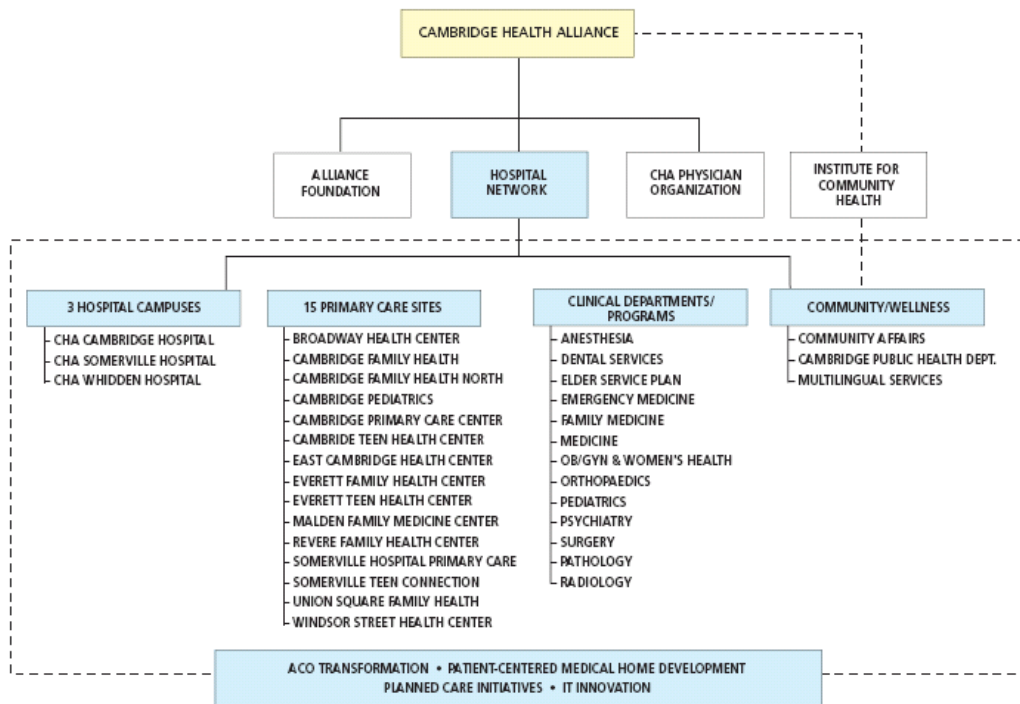 CAMBRIDGE HEALTH ALLIANCE
ALLIANCE
FOUNDATION
HOSPITAL
NETWORK
CHA PHYSICIAN
ORGANIZATION
INSTITUTE FOR
COMMUNITY
HEALTH
3 HOSPITAL CAMPUSES
CHA CAMBRIDGE HOSPITAL
CHA SOMERVILLE HOSPITAL
CHA WHIDDEN HOSPITAL
15 PRIMARY CARE SITES
BROADWAY HEALTH CENTER
CAMBRIDGE FAMILY HEALTH
CAMBRIDGE FAMILY HEALTH NORTH
CAMBRIDGE PEDIATRICS
CAMBRIDGE PRIMARY CARE CENTER
CAMBRIDE TEEN HEALTH CENTER
EAST CAMBRIDGE HEALTH CENTER
EVERETT FAMILY HEALTH CENTER
EVERETT TEEN HEALTH CENTER
MALDEN FAMILY MEDICINE CENTER
REVERE FAMILY HEALTH CENTER
SOMERVILLE HOSPITAL PRIMARY CARE
SOMERVILLE TEEN CONNECTION
UNION SQUARE FAMILY HEALTH
WINDSOR STREET HEALTH CENTER
CLINICAL DEPARTMENTS/
PROGRAMS
ANESTHESIA
DENTAL SERVICES
ELDER SERVICE PLAN
EMERGENCY MEDICINE
FAMILY MEDICINE
MEDICINE
OB/GYN & WOMEN'S HEALTH
ORTHOPAEDICS
PEDIATRICS
PSYCHIATRY
SURGERY
PATHOLOGY
RADIOLOGY
COMMUNITY/WELLNESS
COMMUNITY AFFAIRS
CAMBRIDGE PUBLIC HEALTH DEPT.
MULTILINGUAL SERVICES
ACO TRANSFORMATION • PATIENT-CENTERED MEDICAL HOME DEVELOPMENT
PLANNED CARE INITIATIVES • IT INNOVATION